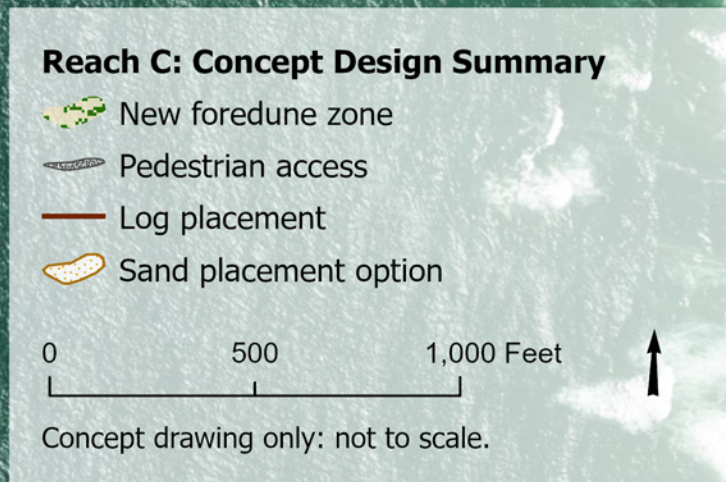 Reach C: Concept Design Summary
New foredune zone
Pedestrian access
Log placement
Sand placement option
0 500 1,000 Feet
Concept drawing only: not to scale.